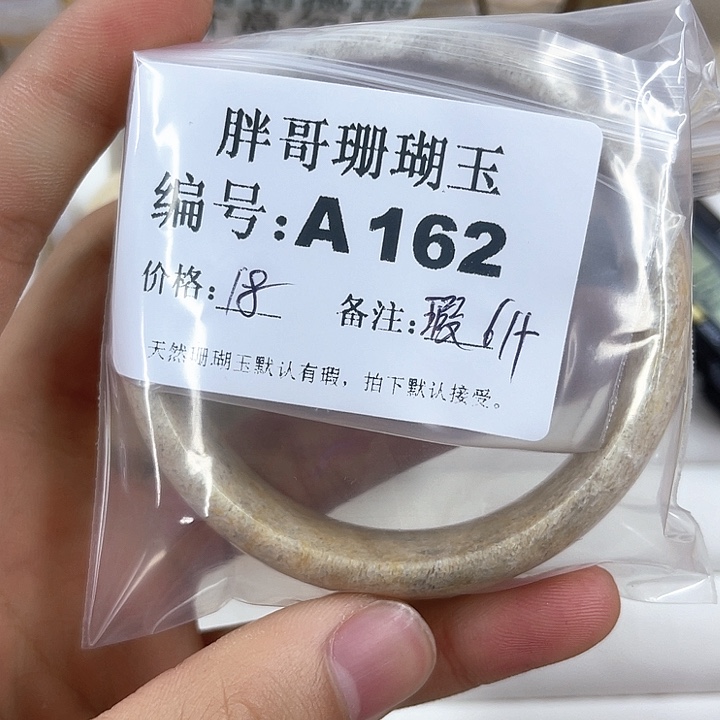 胖哥珊瑚玉
编号:A162
价格:18 备注:瑕 61
天然珊瑚玉默认有瑕，拍下默认接受。